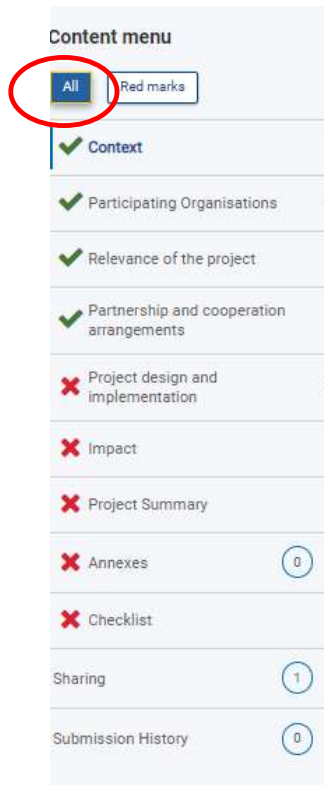 Content menu
All Red marks
Context
Participating Organisations
Relevance of the project
Partnership and cooperation
arrangements
Project design and
implementation
Impact
Project Summary
Annexes 0
Checklist
Sharing 1
Submission History 0